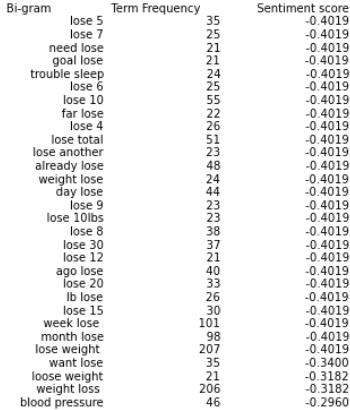 Bi-gram Term Frequency Sentiment score
lose 5 35 -0.4019
lose 7 25 -0.4019
need lose 21 -0.4019
goal lose 21 -0.4019
trouble sleep 24 -0.4019
lose 6 25 -0.4019
lose 10 55 -0.4019
far lose 22 -0.4019
lose 4 26 -0.4019
lose total 51 -0.4019
lose another 23 -0.4019
already lose 48 -0.4019
weight lose 24 -0.4019
day lose 44 -0.4019
lose 9 23 -0.4019
lose 10lbs 23 -0.4019
lose 8 38 -0.4019
lose 30 37 -0.4019
lose 12 21 -0.4019
ago lose 40 -0.4019
lose 20 33 -0.4019
lb lose 26 -0.4019
lose 15 30 -0.4019
week lose 101 -0.4019
month lose 98 -0.4019
lose weight 207 -0.4019
want lose 35 -0.3400
loose weight 21 -0.3182
weight loss 206 -0.3182
blood pressure 46 -0.2960